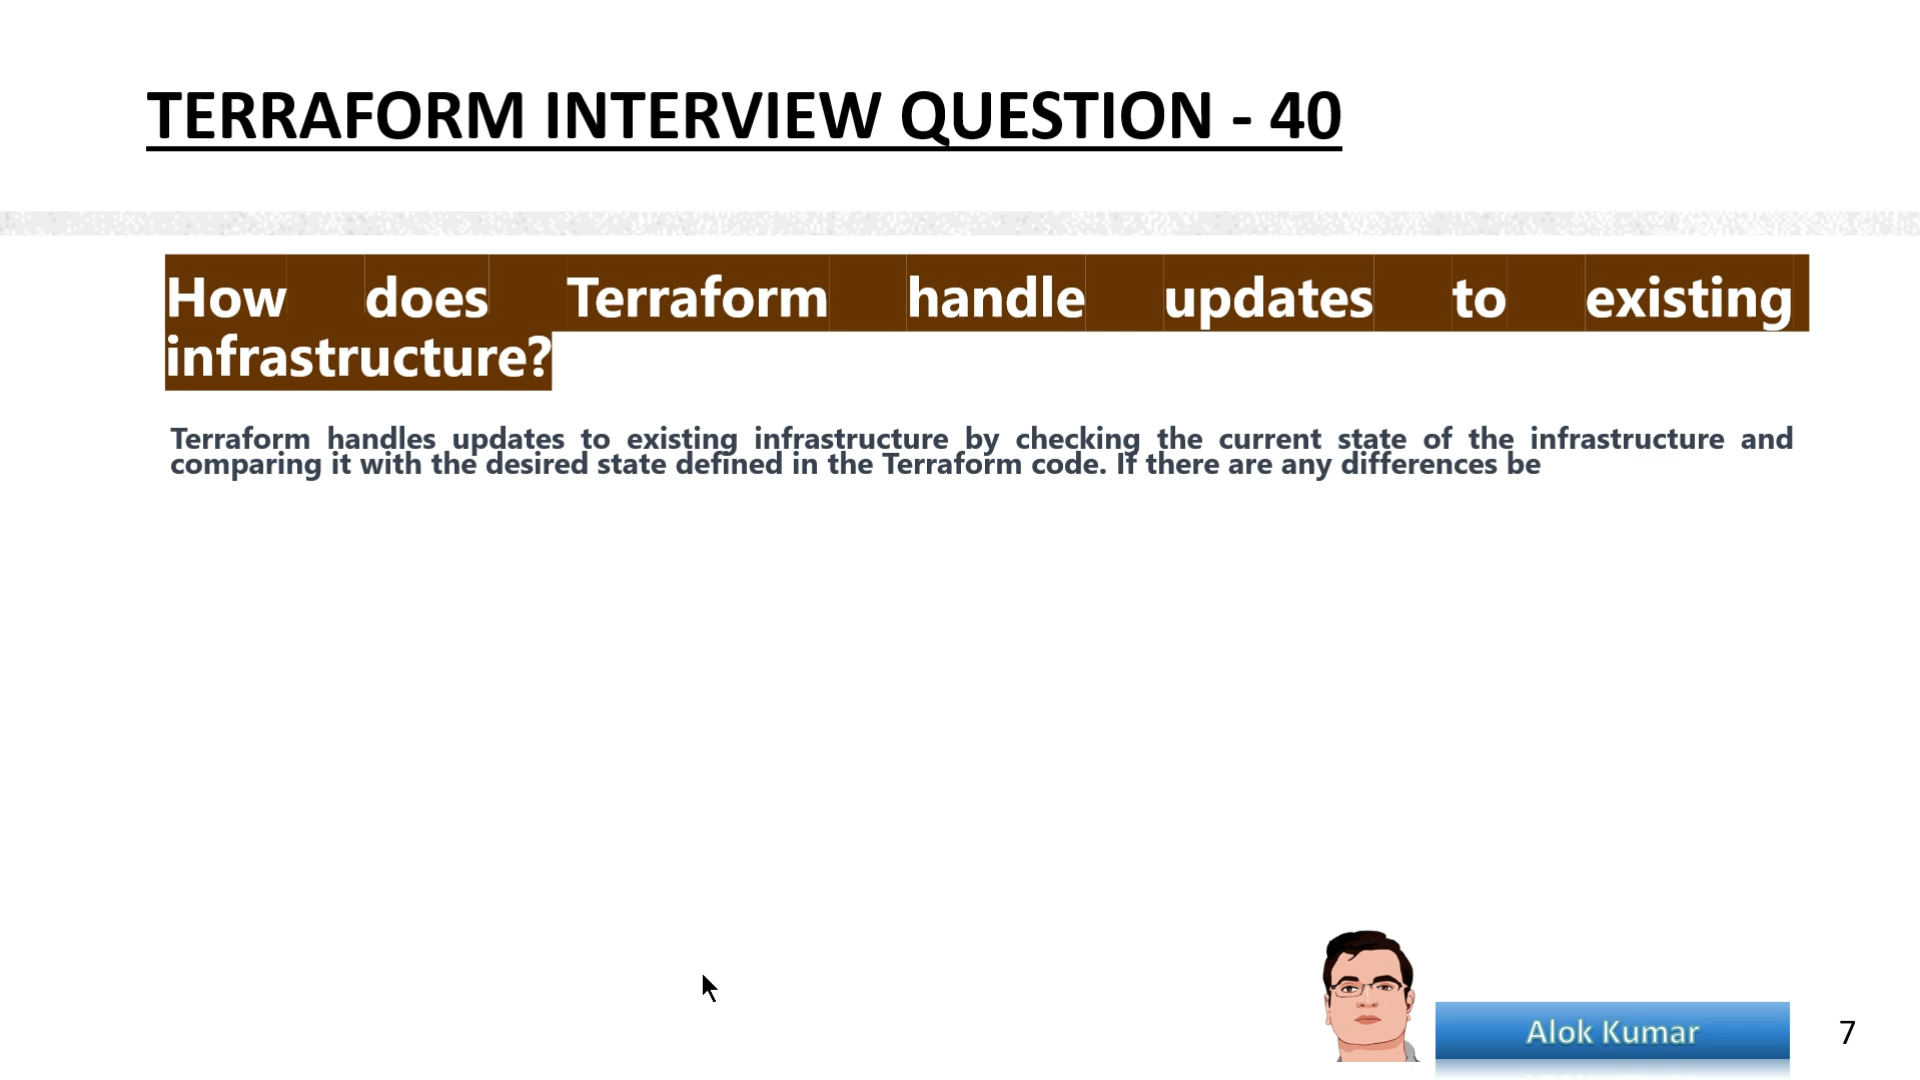 TERRAFORM INTERVIEW QUESTION - 40
How does Terraform handle updates to existing
infrastructure?
Terraform handles updates to existing infrastructure by checking the current state of the infrastructure and
comparing it with the desired state defined in the Terraform code. If there are any differences be
Alok Kumar
7